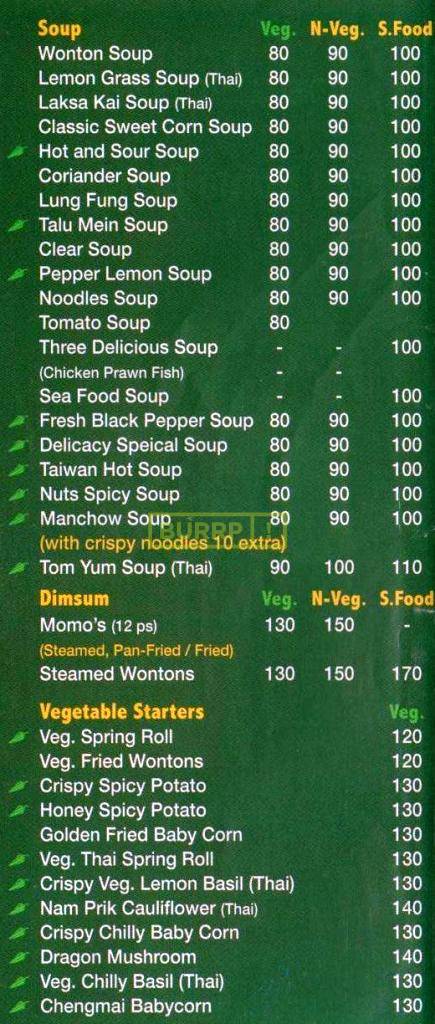 Soup Veg. N-Veg. S.Food
Wonton Soup 80 90 100
Lemon Grass Soup (Thai) 80 90 100
Laksa Kai Soup (Thai) 80 90 100
Classic Sweet Corn Soup 80 90 100
Hot and Sour Soup 80 90 100
Coriander Soup 80 90 100
Lung Fung Soup 80 90 100
Talu Mein Soup 80 90 100
Clear Soup 80 90 100
Pepper Lemon Soup 80 90 100
Noodles Soup 80 90 100
Tomato Soup 80
Three Delicious Soup - - 100
(Chicken Prawn Fish) - -
Sea Food Soup - - 100
Fresh Black Pepper Soup 80 90 100
Delicacy Speical Soup 80 90 100
Taiwan Hot Soup 80 90 100
Nuts Spicy Soup 80 90 100
Manchow Soup 80 90 100
BURRP!
(with crispy noodles 10 extra)
Tom Yum Soup (Thai) 90 100 110
Dimsum Veg. N-Veg. S.Food
Momo's (12 ps) 130 150 -
(Steamed, Pan-Fried / Fried)
Steamed Wontons 130 150 170
Vegetable Starters Veg.
Veg. Spring Roll 120
Veg. Fried Wontons 120
Crispy Spicy Potato 130
Honey Spicy Potato 130
Golden Fried Baby Corn 130
Veg. Thai Spring Roll 130
Crispy Veg. Lemon Basil (Thai) 130
Nam Prik Cauliflower (Thai) 140
Crispy Chilly Baby Corn 130
Dragon Mushroom 140
Veg. Chilly Basil (Thai) 130
Chengmai Babycorn 130